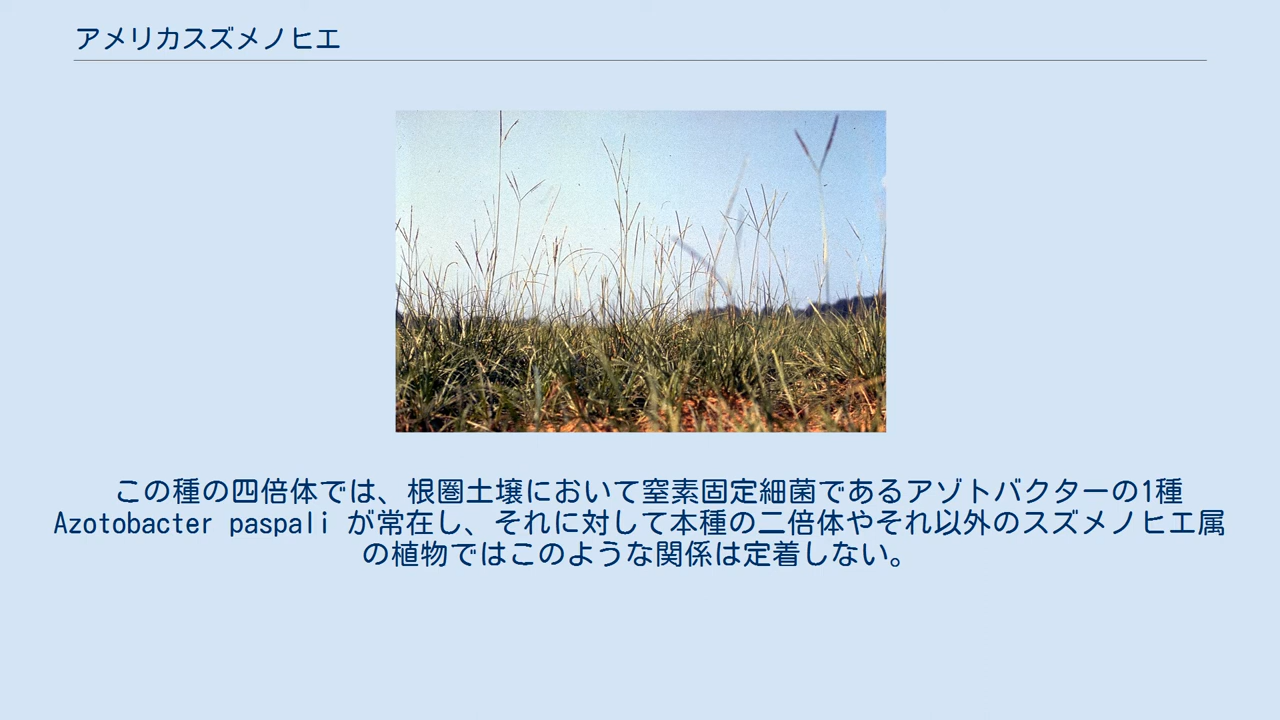 アメリカスズメノヒエ
この種の四倍体では、根圏土壌において窒素固定細菌であるアゾトバクターの1種
Azotobacter paspali が常在し、それに対して本種の二倍体やそれ以外のスズメノヒエ属
の植物ではこのような関係は定着しない。